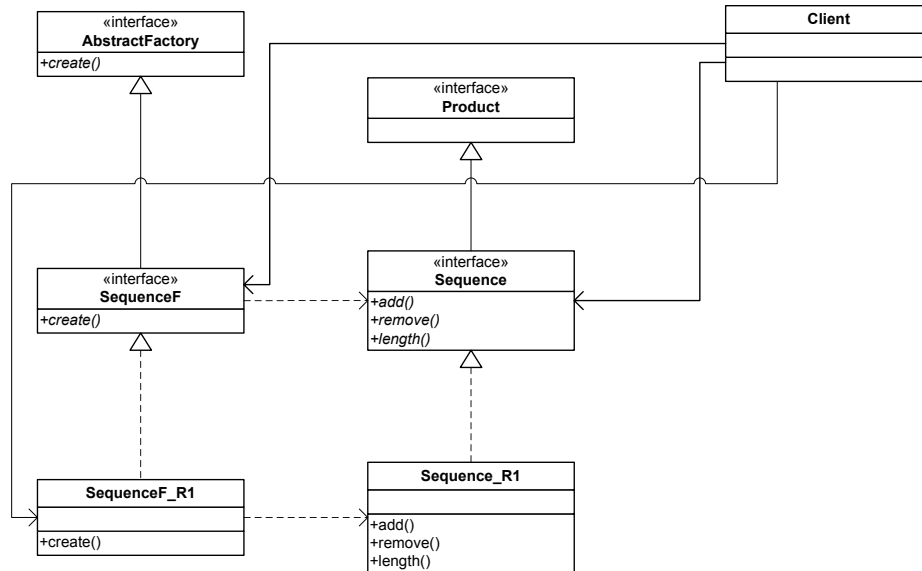 «interface»
AbstractFactory
+create()
Client
«interface»
Product
«interface»
SequenceF
+create()
«interface»
Sequence
+add()
+remove()
+length()
SequenceF_R1
+create()
Sequence_R1
+add()
+remove()
+length()